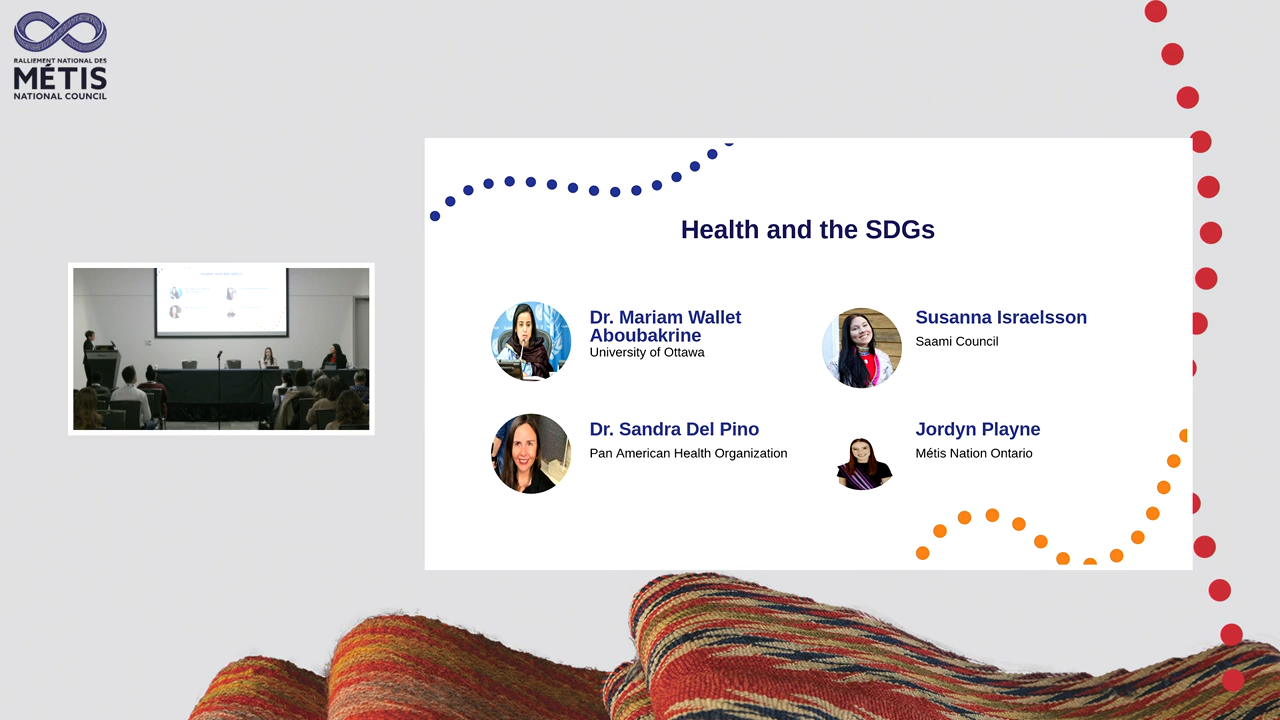 RALLIEMENT NATIONAL DES
MÉTIS
NATIONAL COUNCIL
Health and the SDGs
Dr. Mariam Wallet
Aboubakrine
University of Ottawa
Susanna Israelsson
Saami Council
Dr. Sandra Del Pino
Pan American Health Organization
Jordyn Playne
Métis Nation Ontario